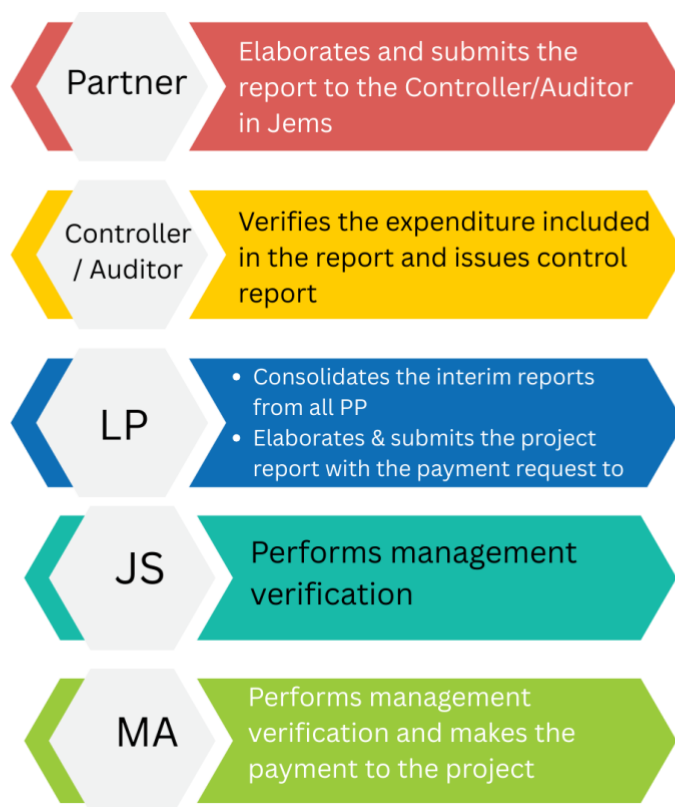 Partner
Elaborates and submits the
report to the Controller/Auditor
in Jems
Controller
/ Auditor
Verifies the expenditure included
in the report and issues control
report
LP
• Consolidates the interim reports
from all PP
• Elaborates & submits the project
report with the payment request to
JS
Performs management
verification
MA
Performs management
verification and makes the
payment to the project